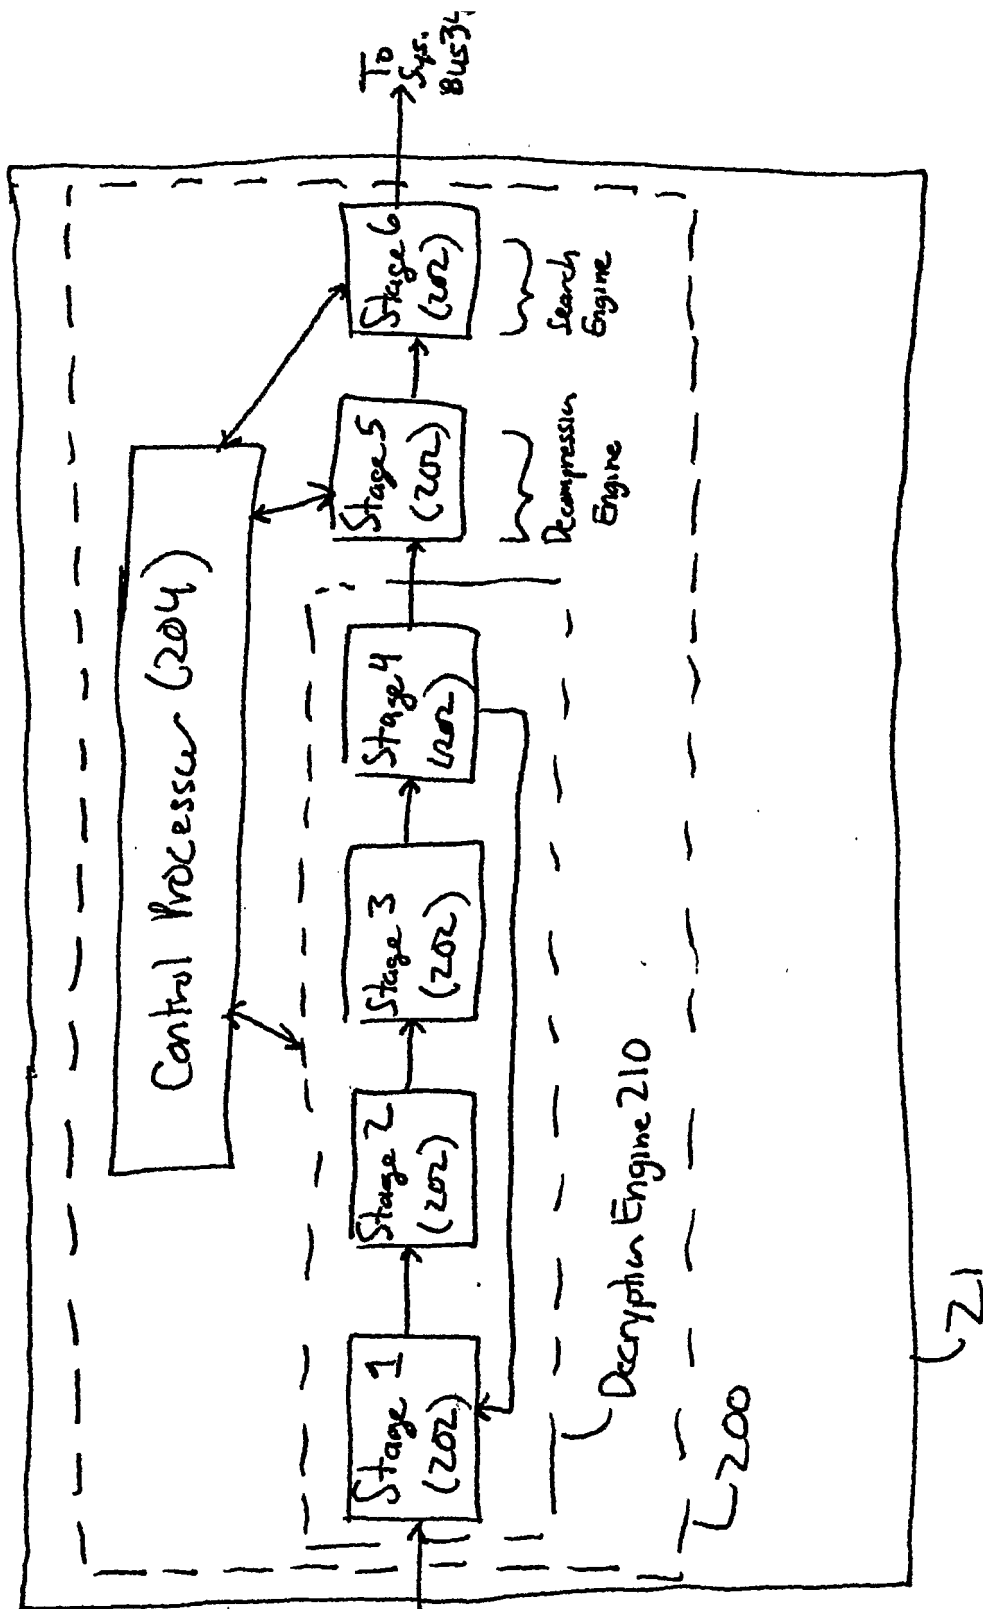 Control Processor (204)
Stage 1
(202)
Stage 2
(202)
Stage 3
(202)
Stage 4
(202)
Stage 5
(202)
Stage 6
(202)
To
Sys.
Bus
Decompression
Engine
Search
Engine
Decryption Engine 210
200
21